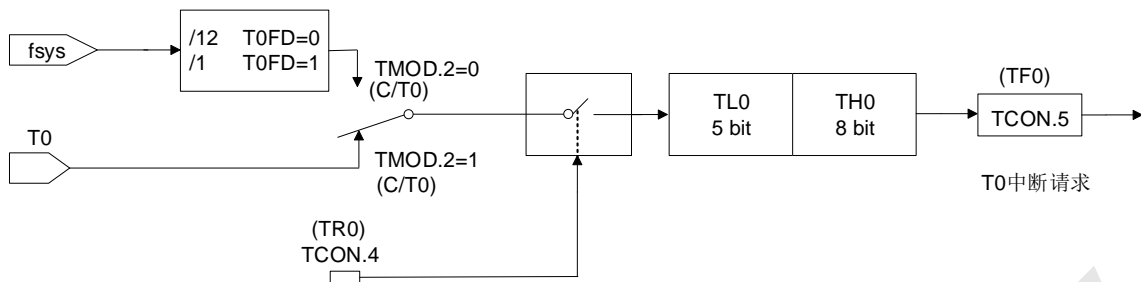 fsys
/12 T0FD=0
/1 T0FD=1
TMOD.2=0
(C/T0)
T0
TMOD.2=1
(C/T0)
(TR0)
TCON.4
TL0
5 bit
TH0
8 bit
(TF0)
TCON.5
T0中断请求